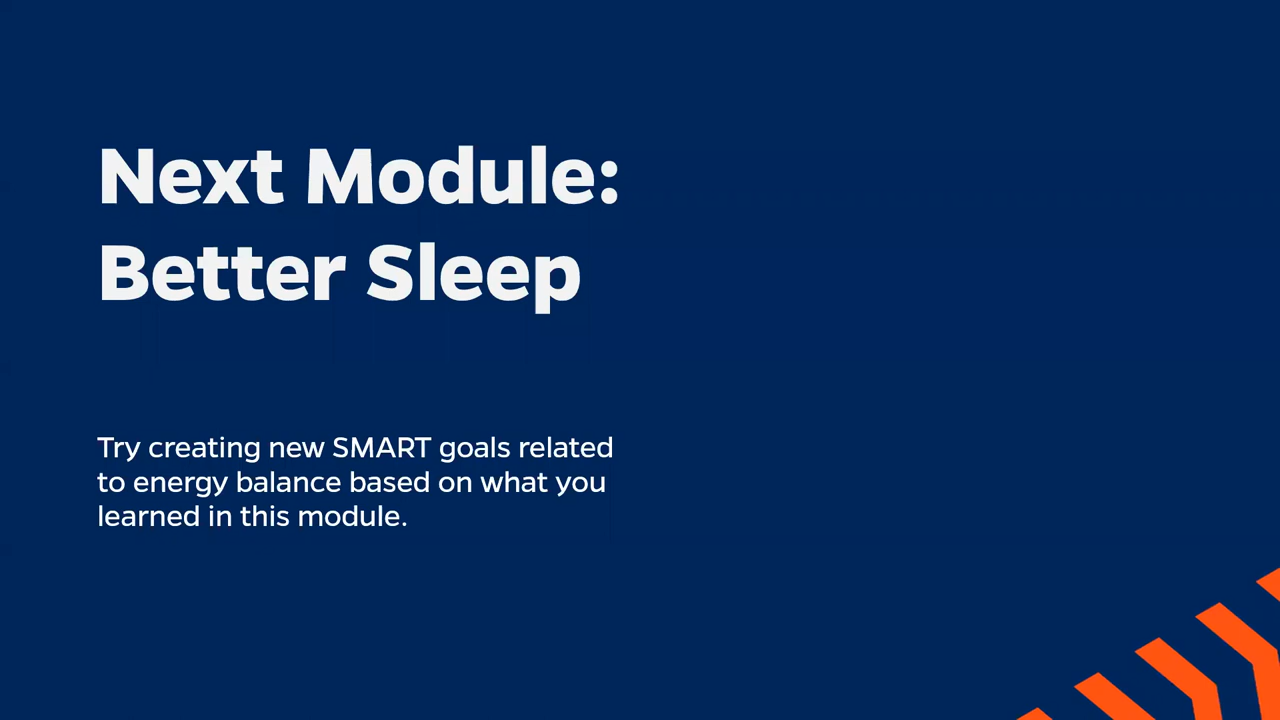 Next Module:
Better Sleep
Try creating new SMART goals related
to energy balance based on what you
learned in this module.